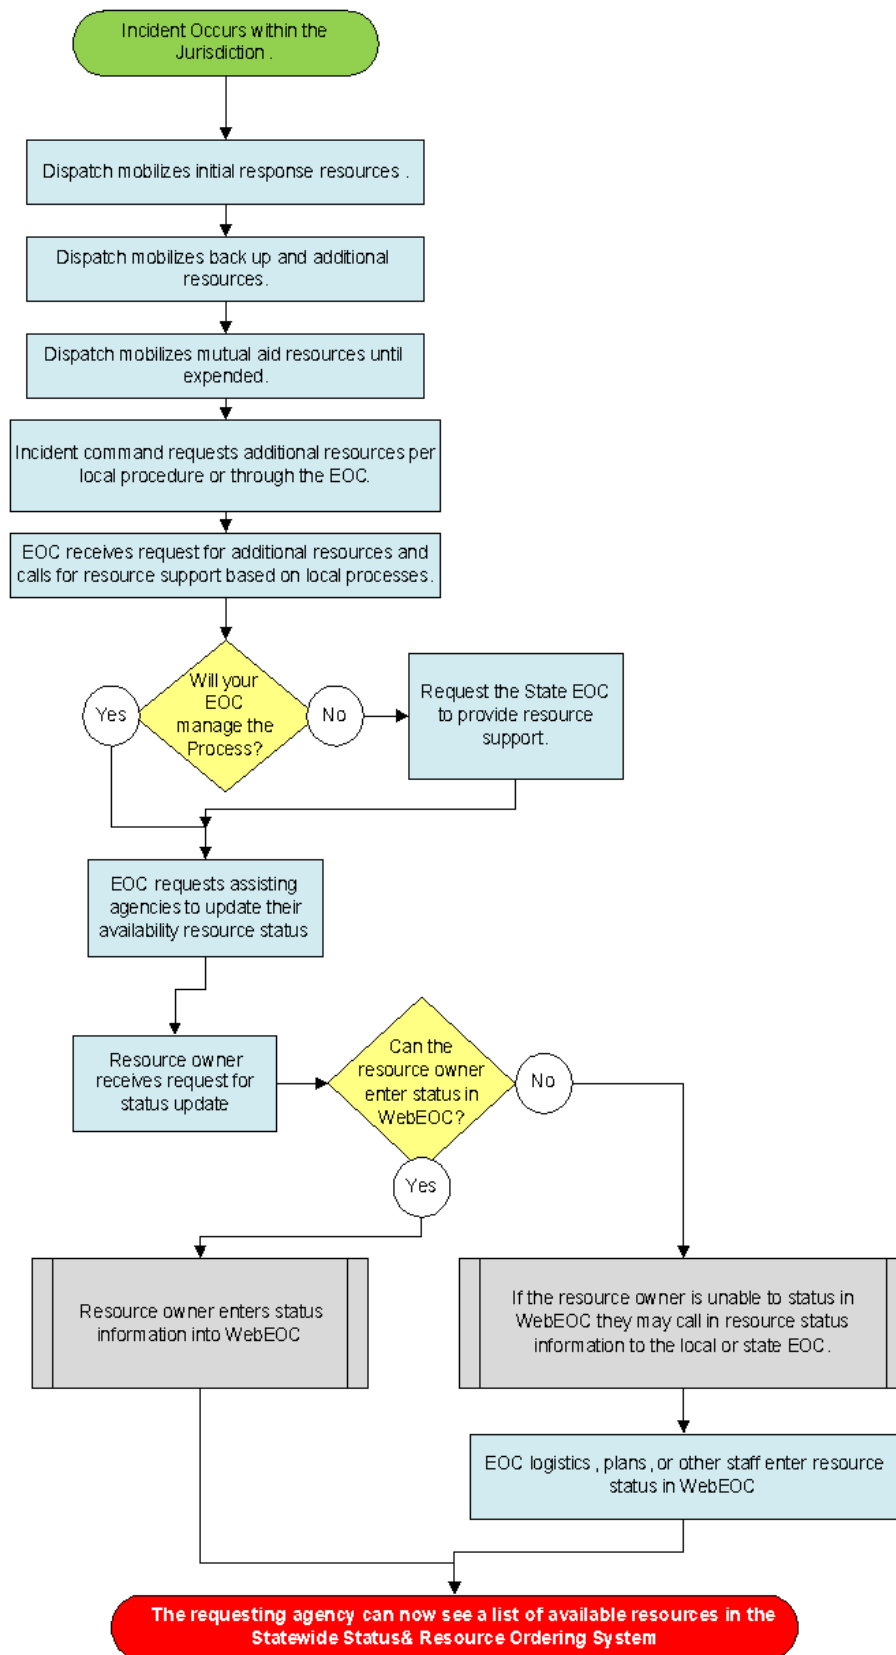 Incident Occurs within the
Jurisdiction .
Dispatch mobilizes initial response resources .
Dispatch mobilizes back up and additional
resources.
Dispatch mobilizes mutual aid resources until
expended.
Incident command requests additional resources per
local procedure or through the EOC.
EOC receives request for additional resources and
calls for resource support based on local processes.
Will your
EOC
manage the
Process?
Yes
No
Request the State EOC
to provide resource
support.
EOC requests assisting
agencies to update their
availability resource status
Resource owner
receives request for
status update
Can the
resource owner
enter status in
WebEOC?
No
Yes
Resource owner enters status
information into WebEOC
If the resource owner is unable to status in
WebEOC they may call in resource status
information to the local or state EOC.
EOC logistics , plans , or other staff enter resource
status in WebEOC
The requesting agency can now see a list of available resources in the
Statewide Status& Resource Ordering System